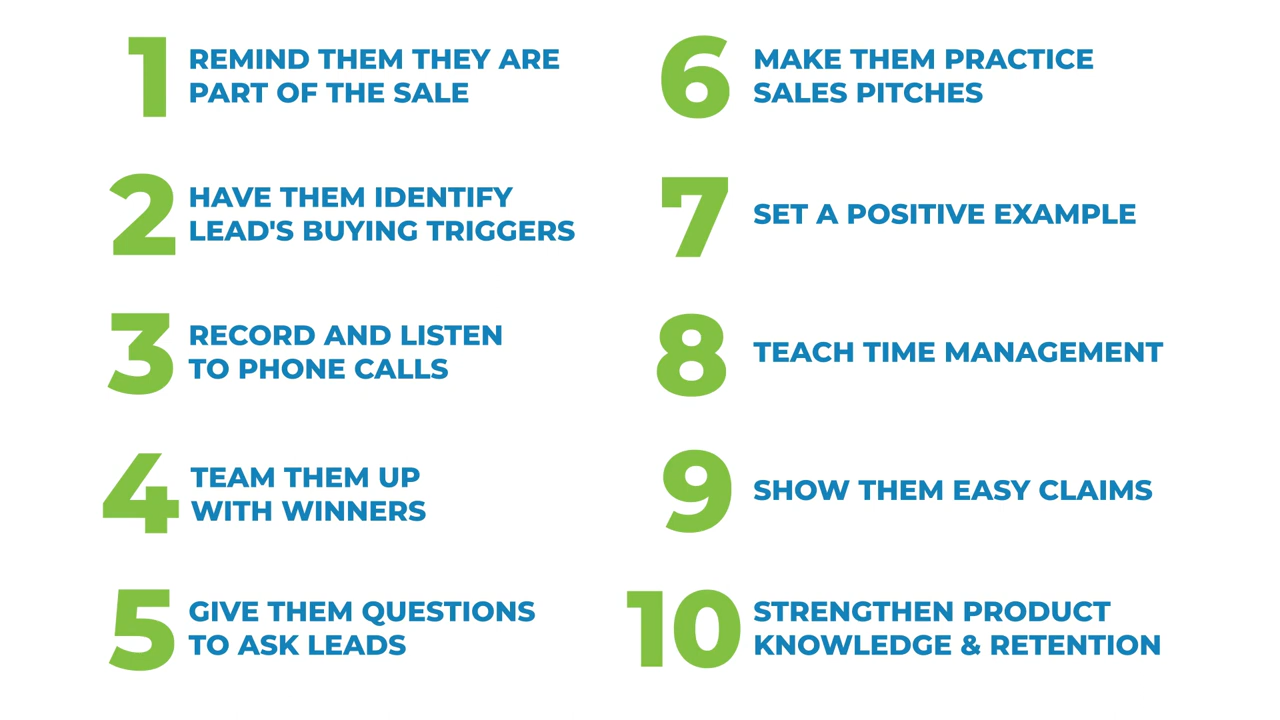 1
REMIND THEM THEY ARE
PART OF THE SALE
2
HAVE THEM IDENTIFY
LEAD'S BUYING TRIGGERS
3
RECORD AND LISTEN
TO PHONE CALLS
4
TEAM THEM UP
WITH WINNERS
5
GIVE THEM QUESTIONS
TO ASK LEADS
6
MAKE THEM PRACTICE
SALES PITCHES
7
SET A POSITIVE EXAMPLE
8
TEACH TIME MANAGEMENT
9
SHOW THEM EASY CLAIMS
10
STRENGTHEN PRODUCT
KNOWLEDGE & RETENTION